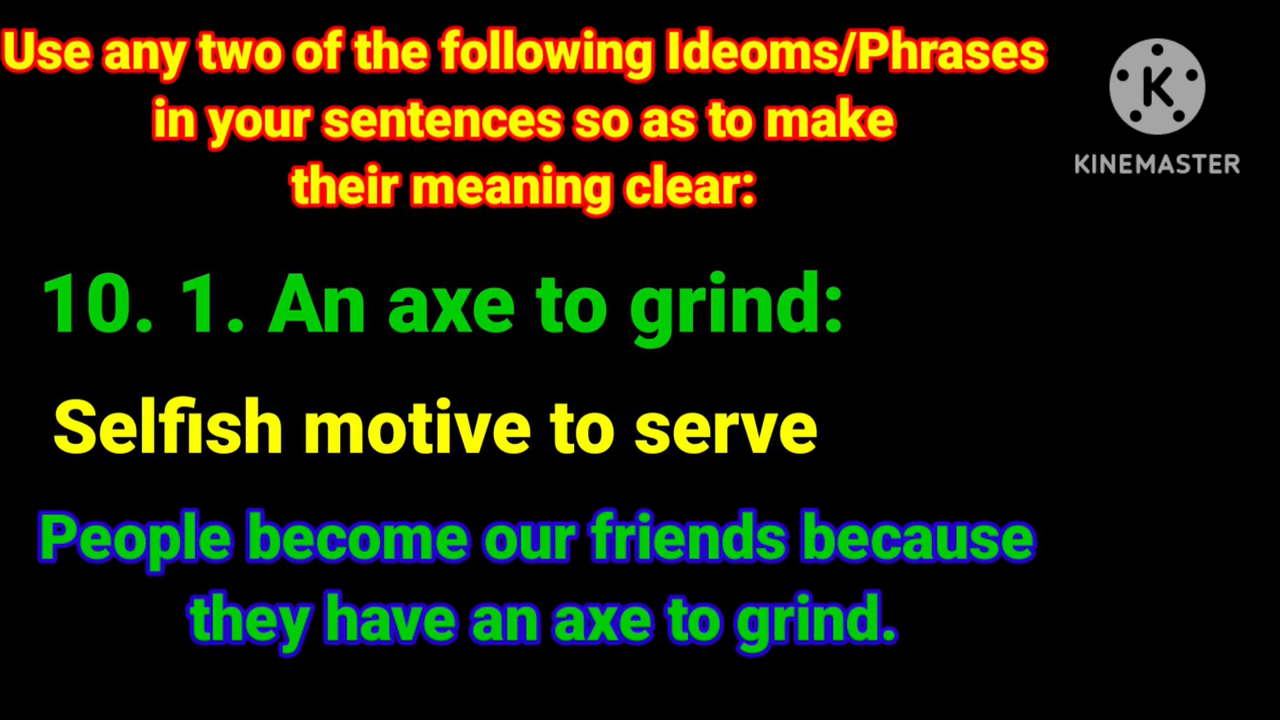 Use any two of the following Ideoms/Phrases
in your sentences so as to make
their meaning clear:
K
KINEMASTER
10. 1. An axe to grind:
Selfish motive to serve
People become our friends because
they have an axe to grind.